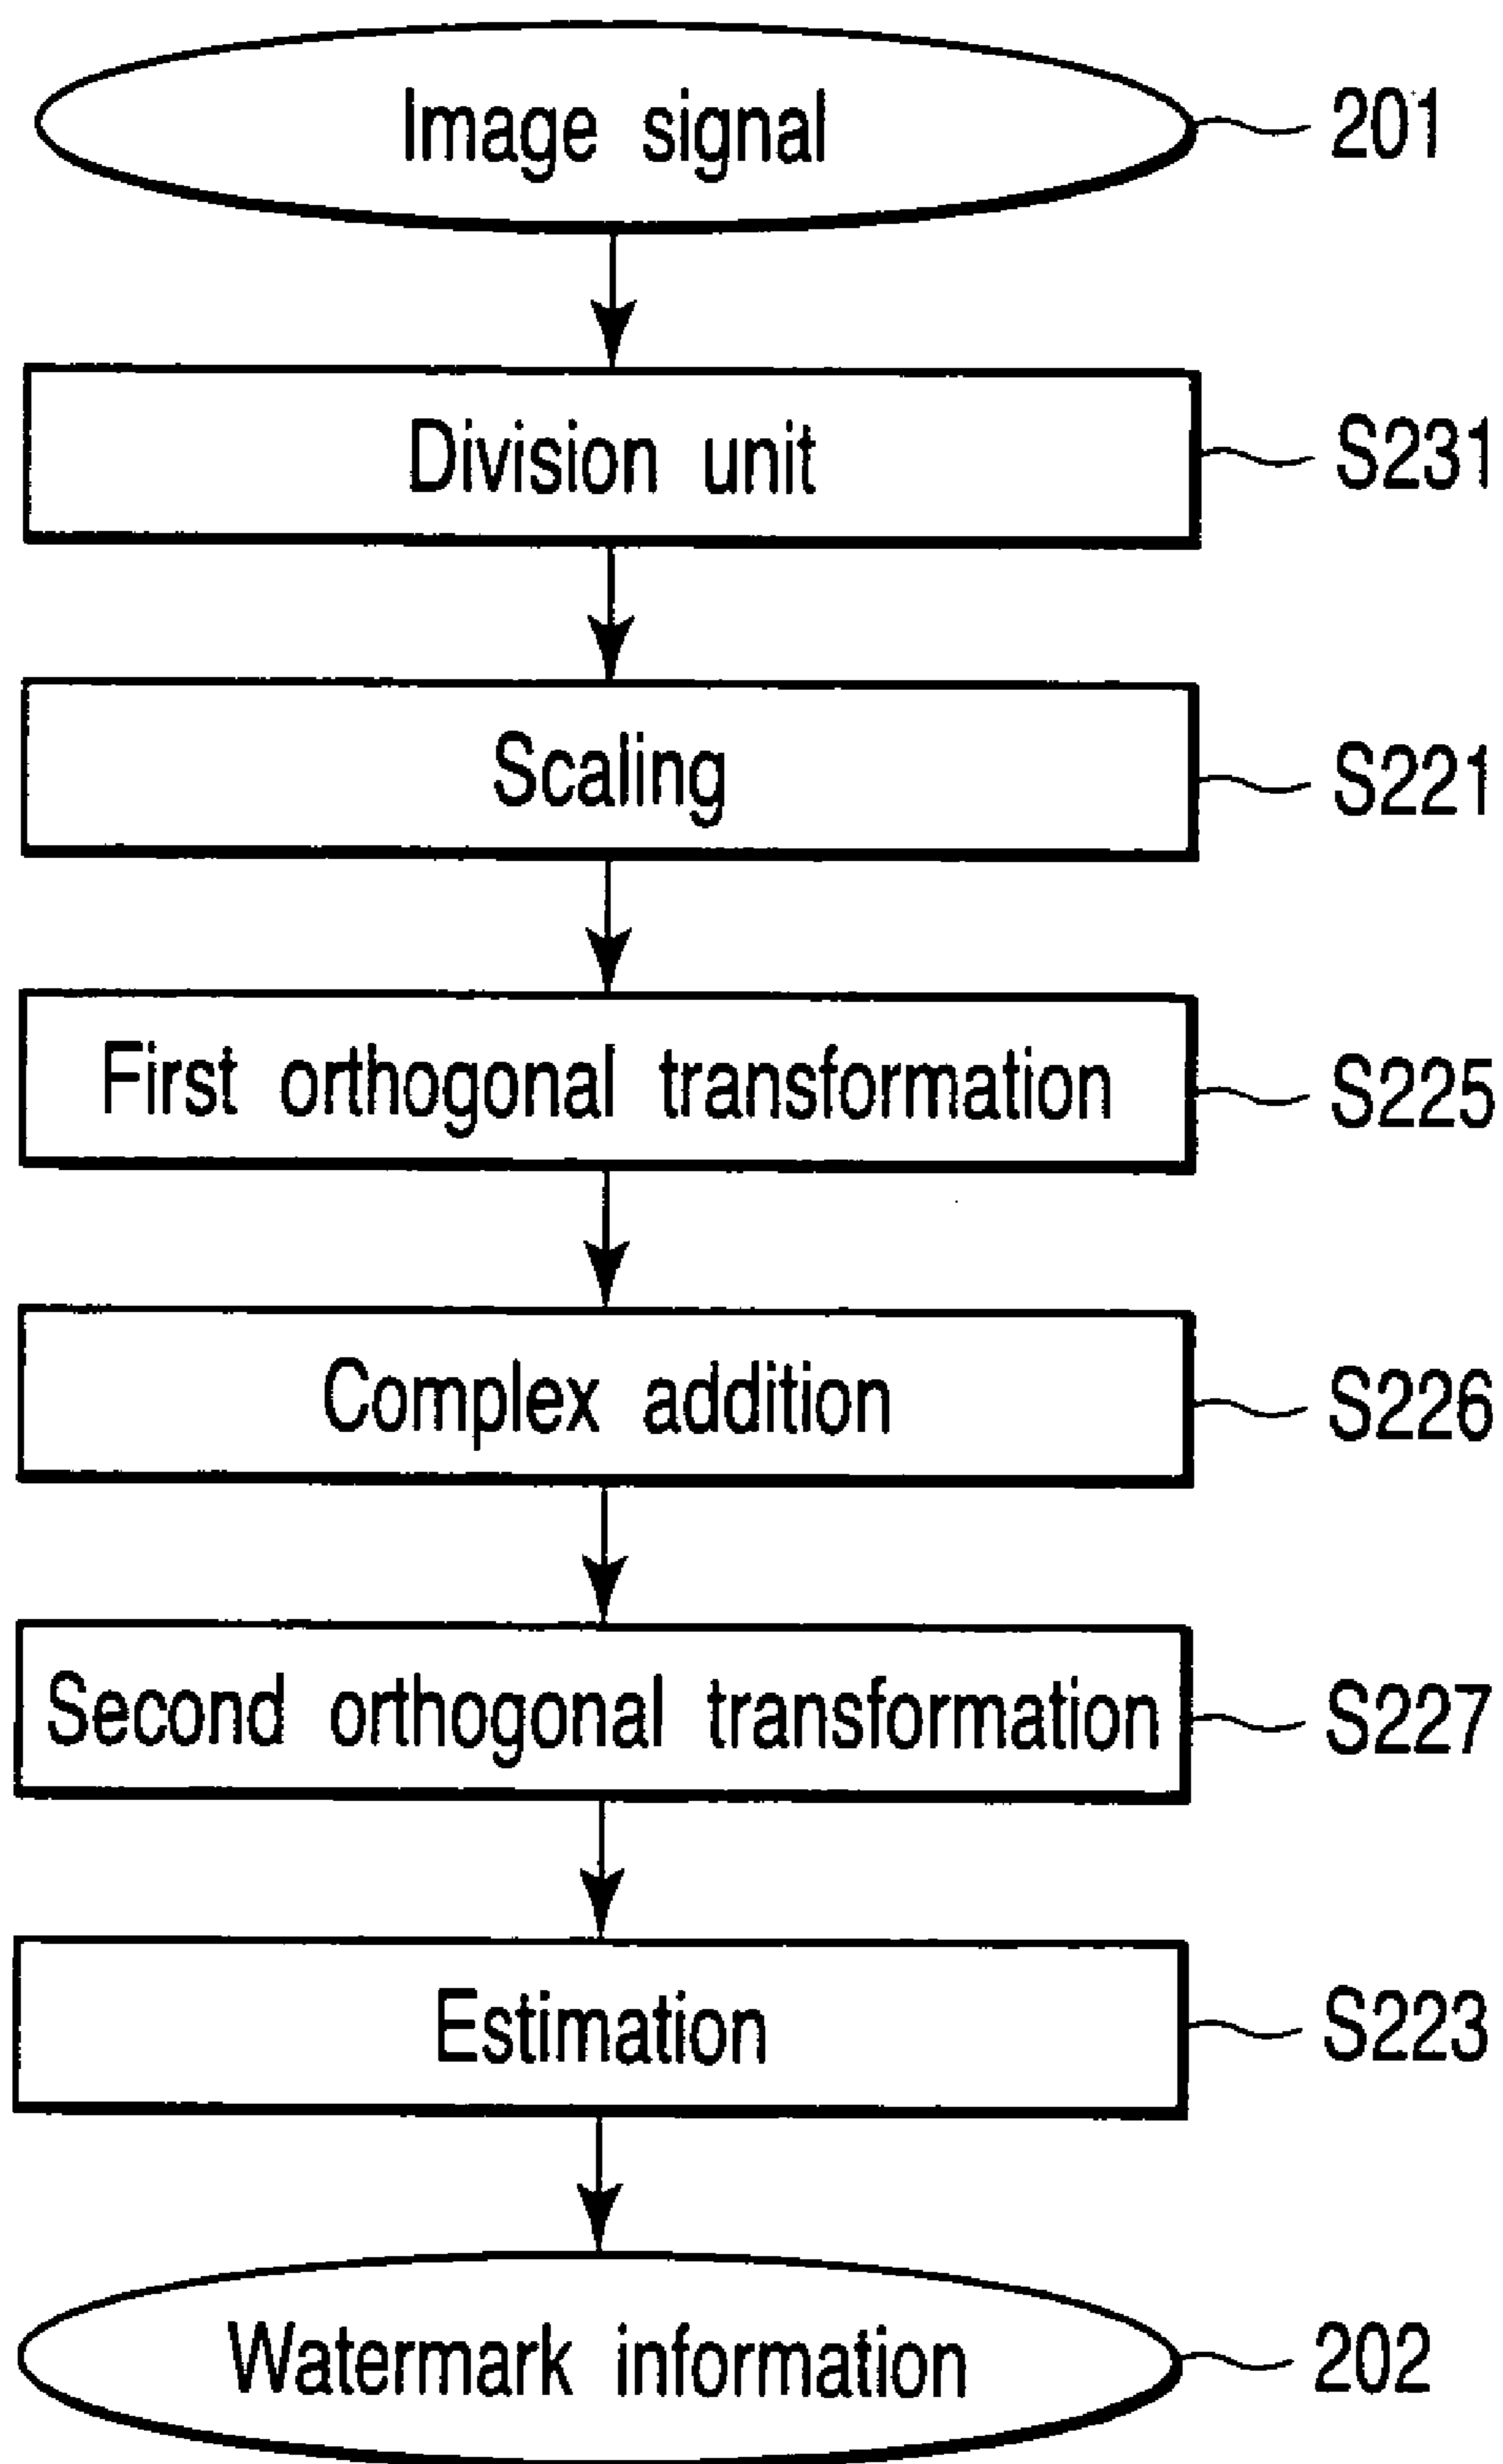 Image signal 201
Division unit S231
Scaling S221
First orthogonal transformation S225
Complex addition S226
Second orthogonal transformation S227
Estimation S223
Watermark information 202